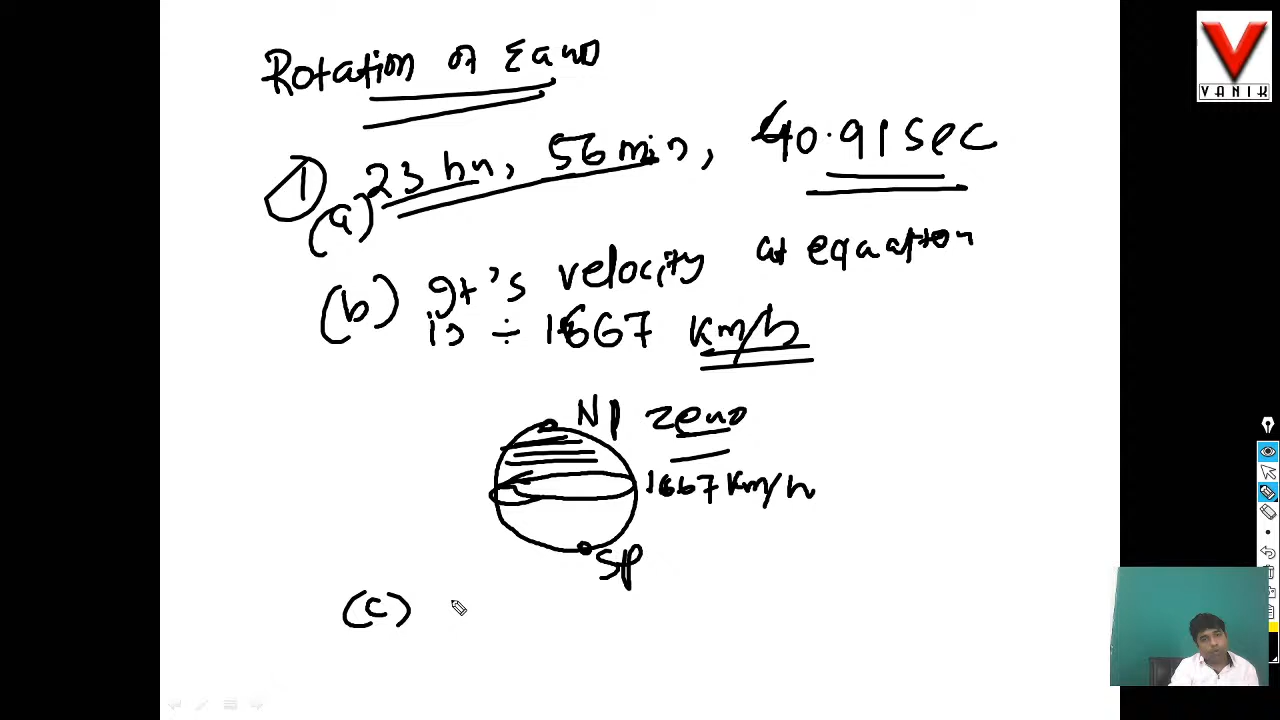 Rotation of Earth
① (a) 23 hr, 56 min, 40.91 sec
(b) It's velocity at equator
is ÷ 1667 km/h
NP zero
1667 km/h
SP
(c)
VANIK